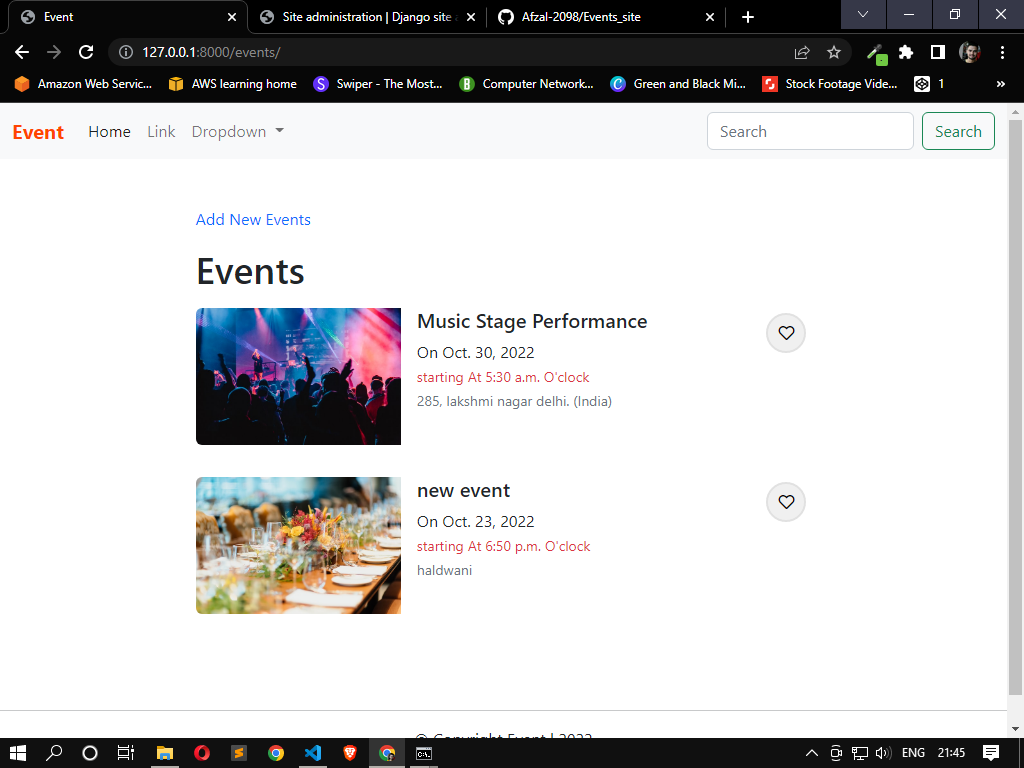 Event
Site administration | Django site a
Afzal-2098/Events_site
127.0.0.1:8000/events/
Amazon Web Servic...
AWS learning home
Swiper - The Most...
Computer Network...
Green and Black Mi...
Stock Footage Vide...
1
»
Event
Home
Link
Dropdown
Search
Search
Add New Events
Events
Music Stage Performance
On Oct. 30, 2022
starting At 5:30 a.m. O'clock
285, lakshmi nagar delhi. (India)
new event
On Oct. 23, 2022
starting At 6:50 p.m. O'clock
haldwani
© Copyright Event | 2022
ENG
21:45